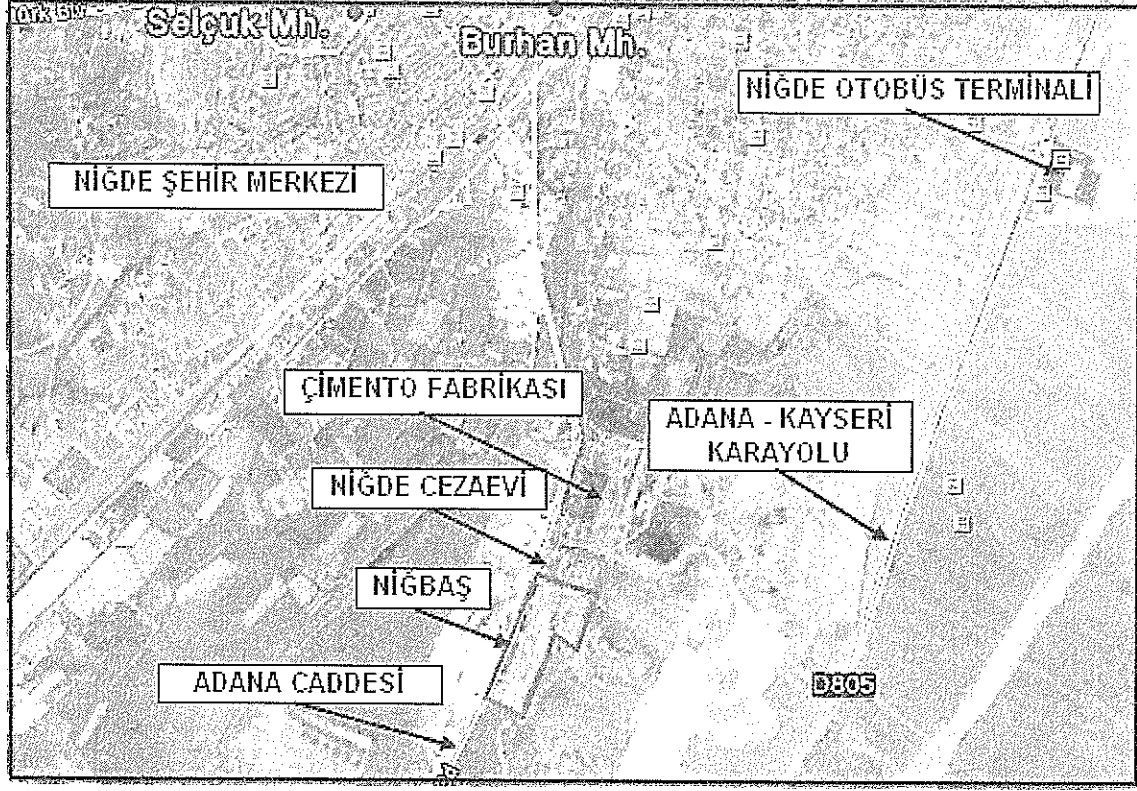 Selçuk Mh.
Burhan Mh.
NİĞDE OTOBÜS TERMİNALİ
NİĞDE ŞEHİR MERKEZİ
ÇİMENTO FABRİKASI
ADANA - KAYSERİ
KARAYOLU
NİĞDE CEZAEVİ
NİĞBAŞ
ADANA CADDESİ
D805